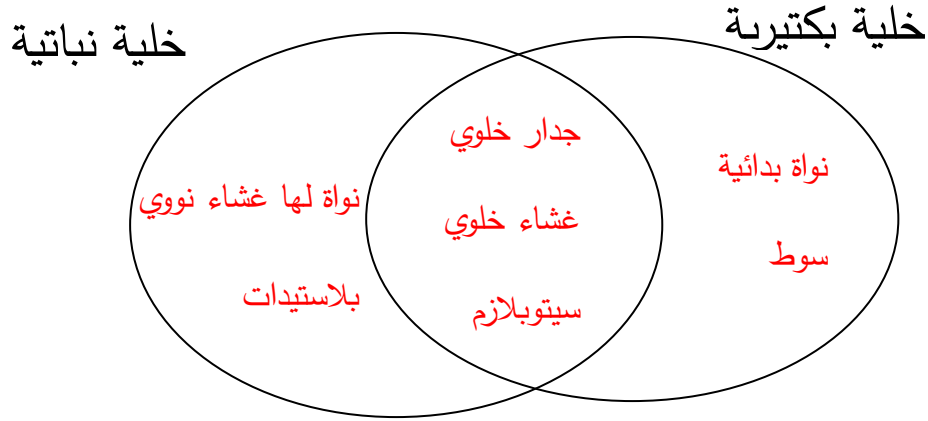 خلية بكتيرية
خلية نباتية
نواة بدائية
سوط
جدار خلوي
غشاء خلوي
سيتوبلازم
نواة لها غشاء نووي
بلاستيدات